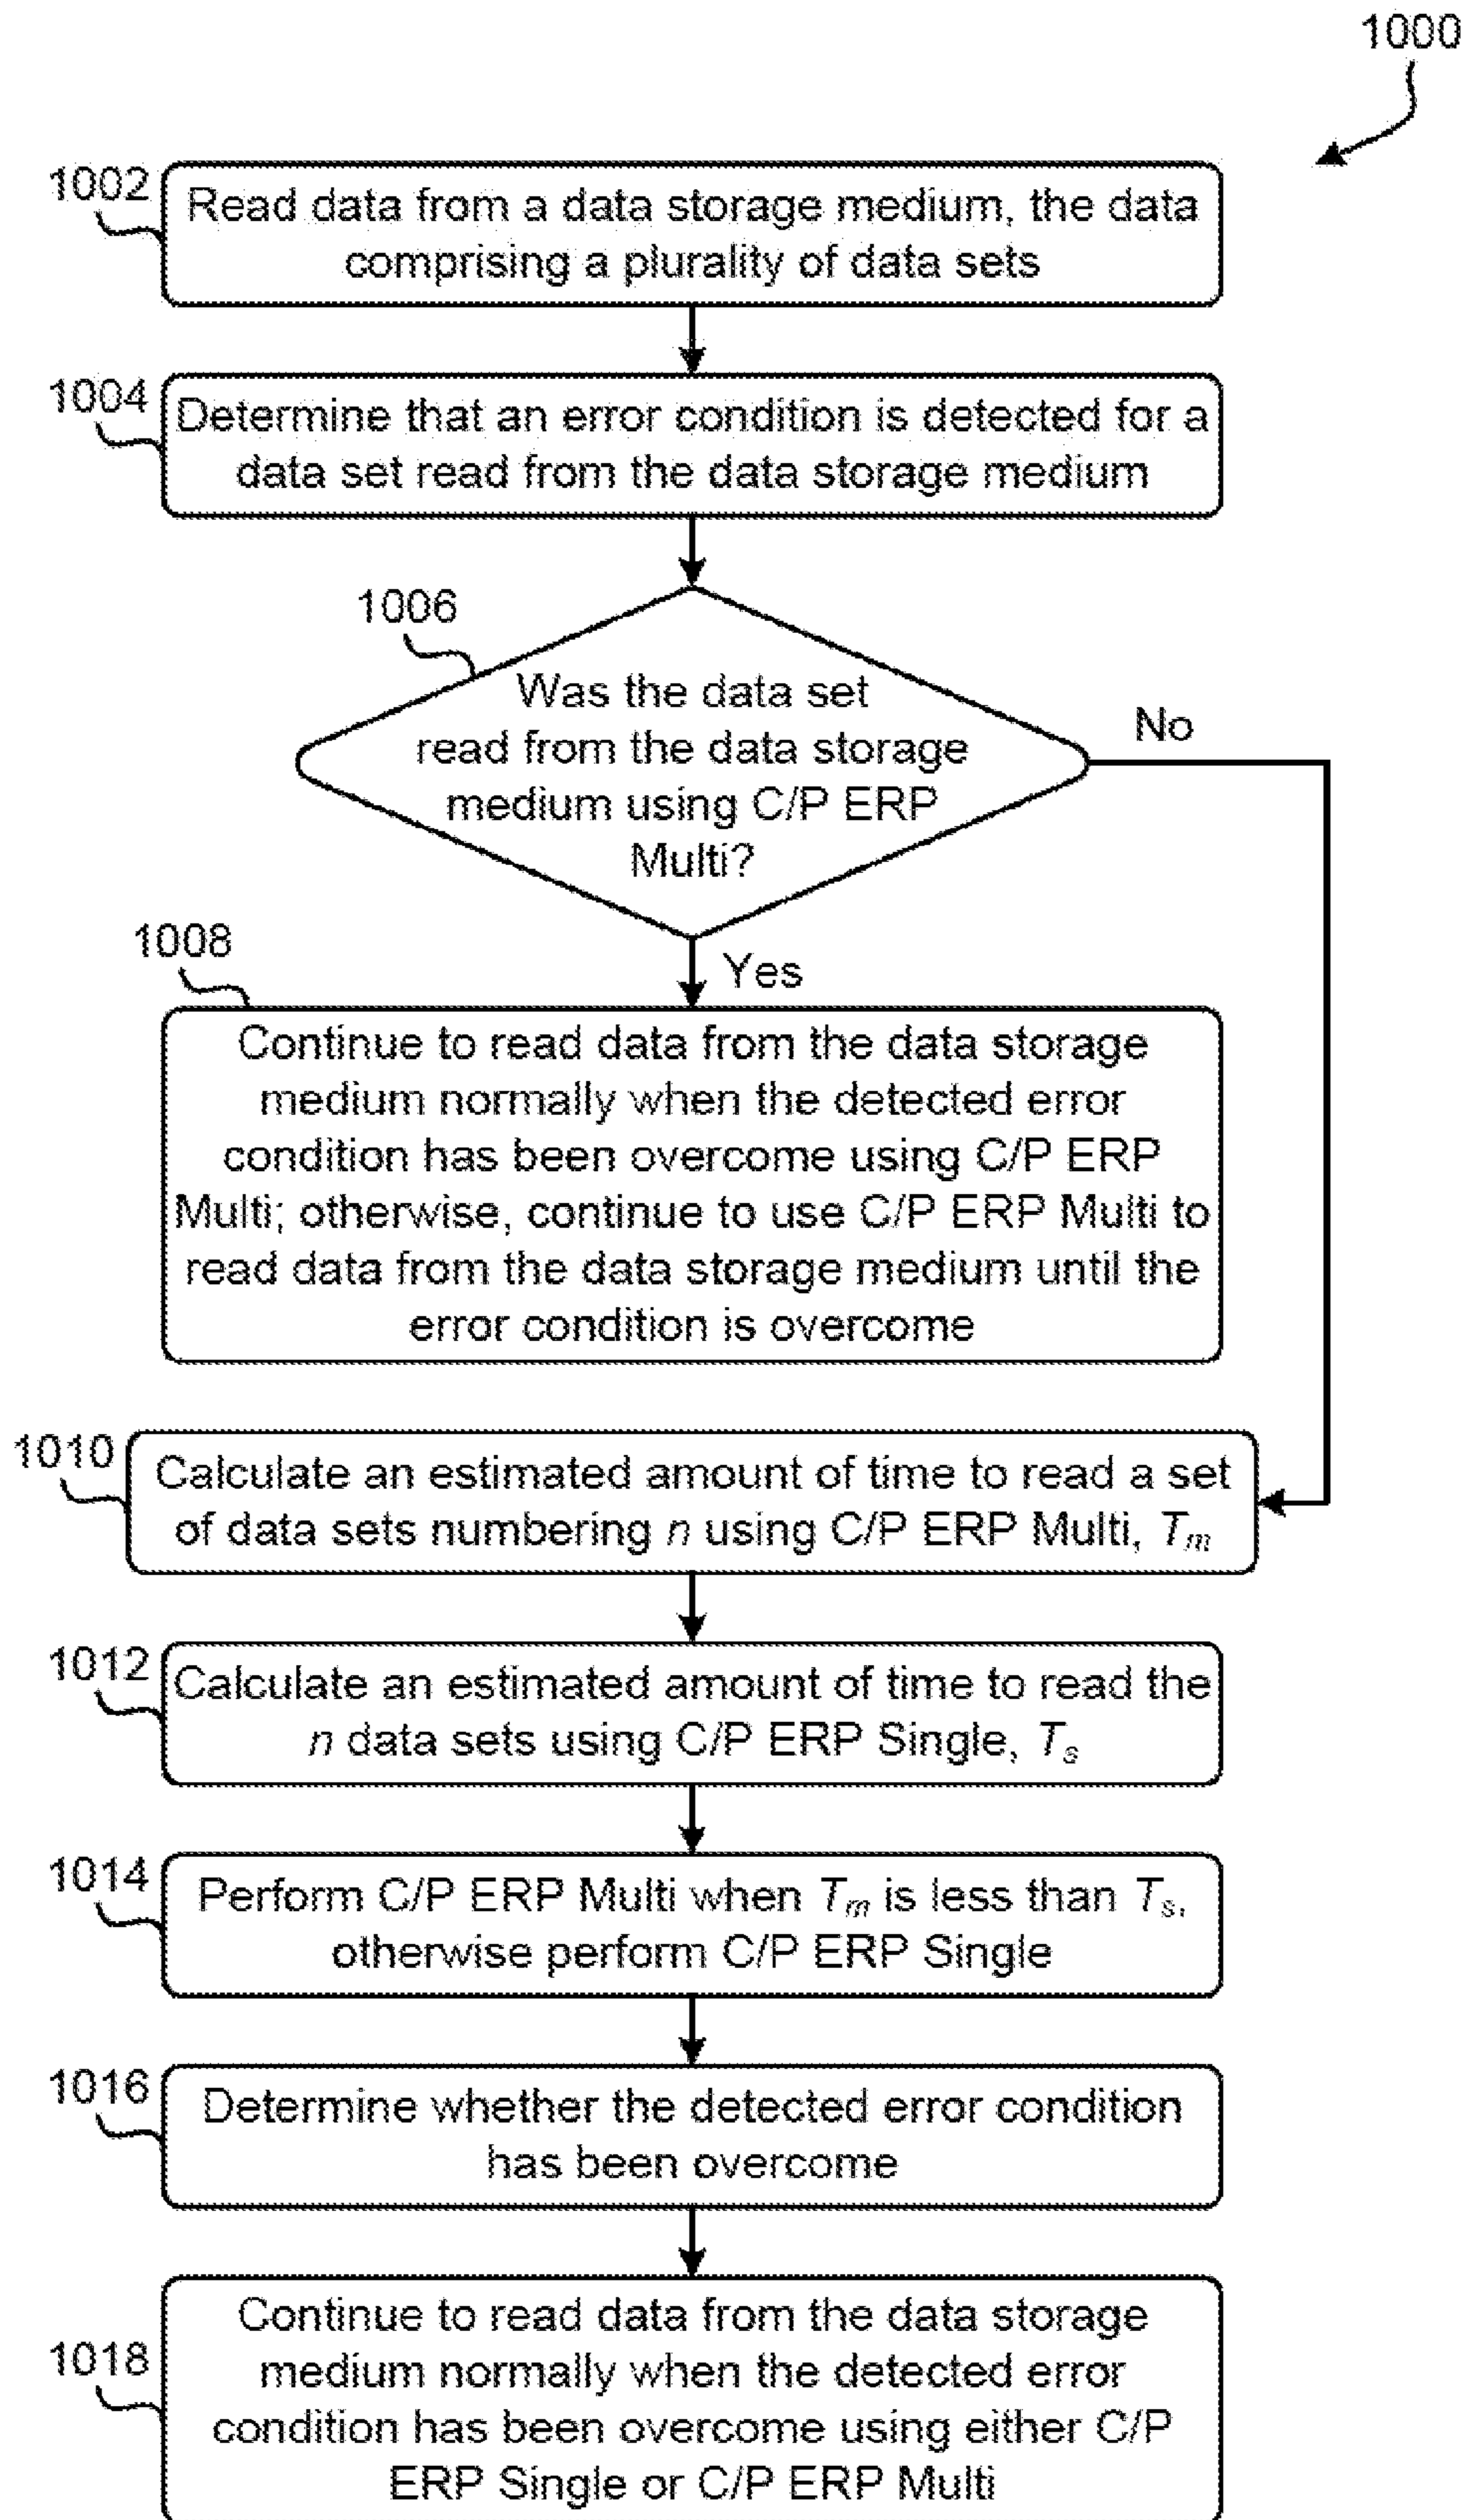 1000
1002
Read data from a data storage medium, the data
comprising a plurality of data sets
1004
Determine that an error condition is detected for a
data set read from the data storage medium
1006
Was the data set
read from the data storage
medium using C/P ERP
Multi?
No
Yes
1008
Continue to read data from the data storage
medium normally when the detected error
condition has been overcome using C/P ERP
Multi; otherwise, continue to use C/P ERP Multi to
read data from the data storage medium until the
error condition is overcome
1010
Calculate an estimated amount of time to read a set
of data sets numbering n using C/P ERP Multi, Tm
1012
Calculate an estimated amount of time to read the
n data sets using C/P ERP Single, Ts
1014
Perform C/P ERP Multi when Tm is less than Ts,
otherwise perform C/P ERP Single
1016
Determine whether the detected error condition
has been overcome
1018
Continue to read data from the data storage
medium normally when the detected error
condition has been overcome using either C/P
ERP Single or C/P ERP Multi